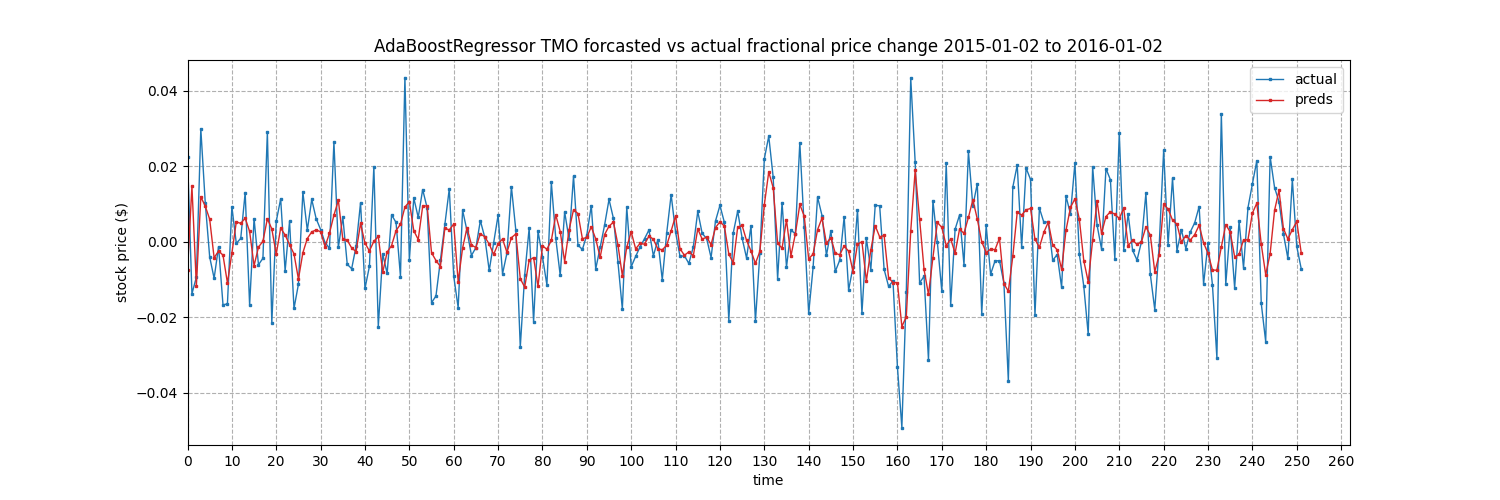 AdaBoostRegressor TMO forcasted vs actual fractional price change 2015-01-02 to 2016-01-02
actual
preds
0.04
0.02
0.00
−0.02
−0.04
stock price ($)
0 10 20 30 40 50 60 70 80 90 100 110 120 130 140 150 160 170 180 190 200 210 220 230 240 250 260
time